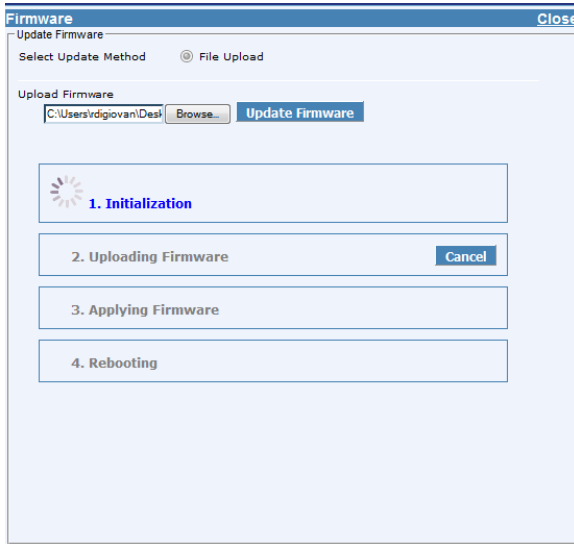 Firmware Close
Update Firmware
Select Update Method File Upload
Upload Firmware
C:\Users\rdigiovan\Desk Browse... Update Firmware
1. Initialization
2. Uploading Firmware Cancel
3. Applying Firmware
4. Rebooting